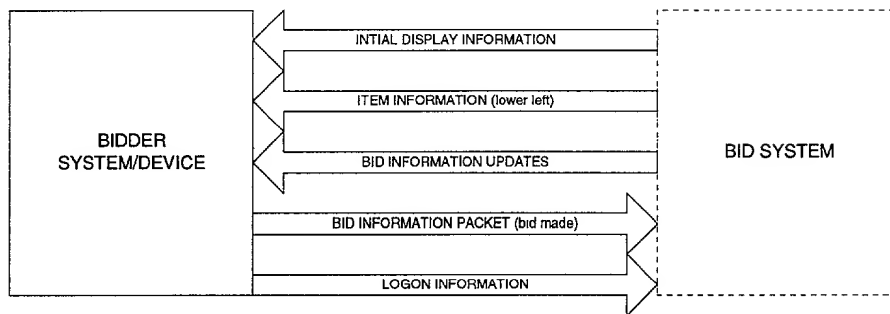 INTIAL DISPLAY INFORMATION
ITEM INFORMATION (lower left)
BIDDER
SYSTEM/DEVICE
BID INFORMATION UPDATES
BID SYSTEM
BID INFORMATION PACKET (bid made)
LOGON INFORMATION